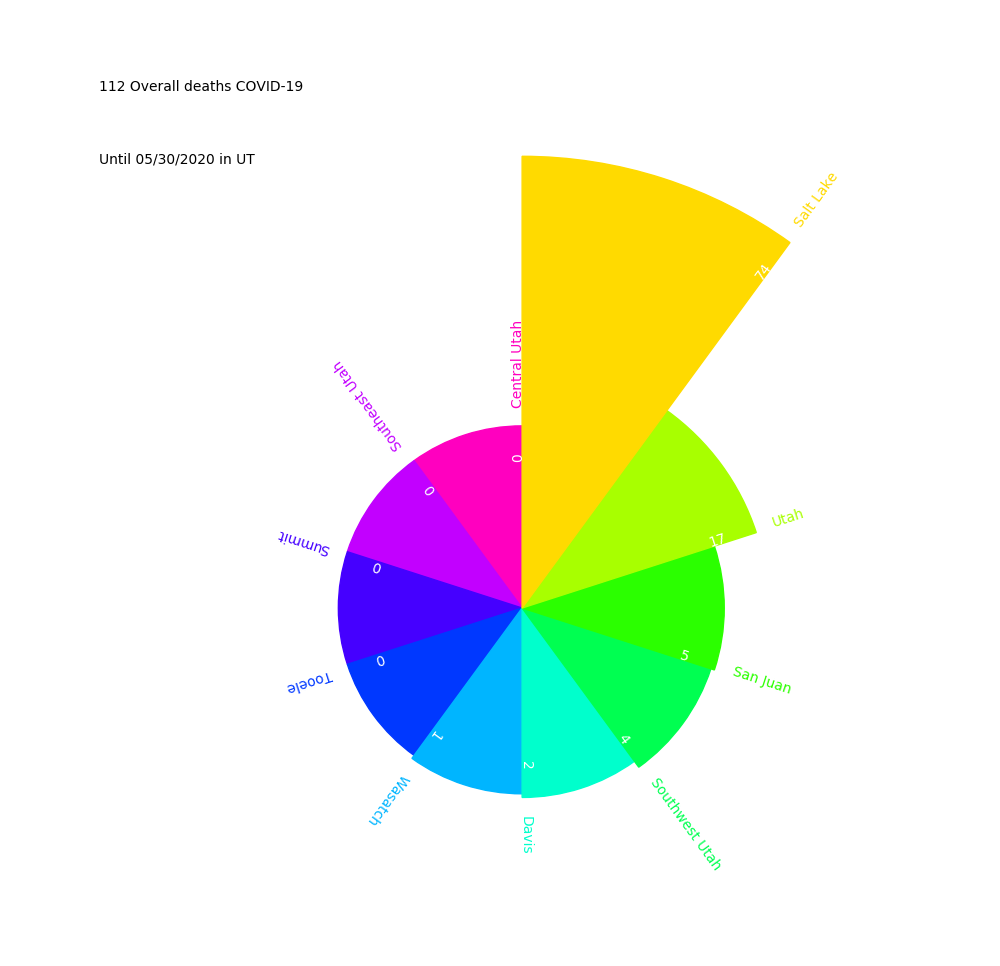 112 Overall deaths COVID-19
Until 05/30/2020 in UT
Salt Lake
74
Utah
17
San Juan
5
Southwest Utah
4
Davis
2
Wasatch
1
Tooele
0
Summit
0
Southeast Utah
0
Central Utah
0